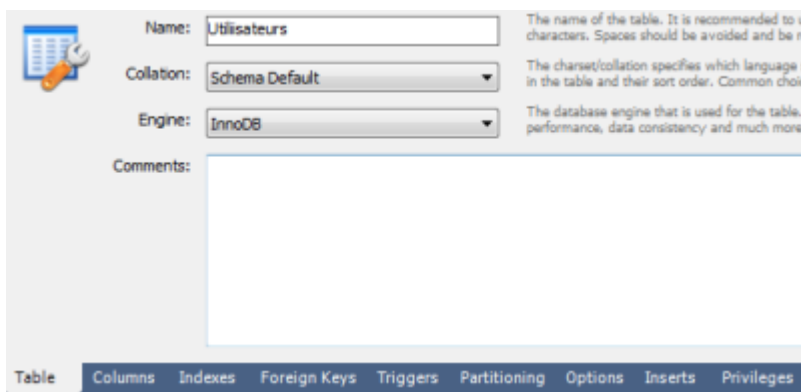 Name: Utilisateurs
The name of the table. It is recommended to
characters. Spaces should be avoided and be
Collation: Schema Default
The charset/collation specifies which language
in the table and their sort order. Common
Engine: InnoDB
The database engine that is used for the table.
performance, data consistency and much more
Comments:
Table Columns Indexes Foreign Keys Triggers Partitioning Options Inserts Privileges